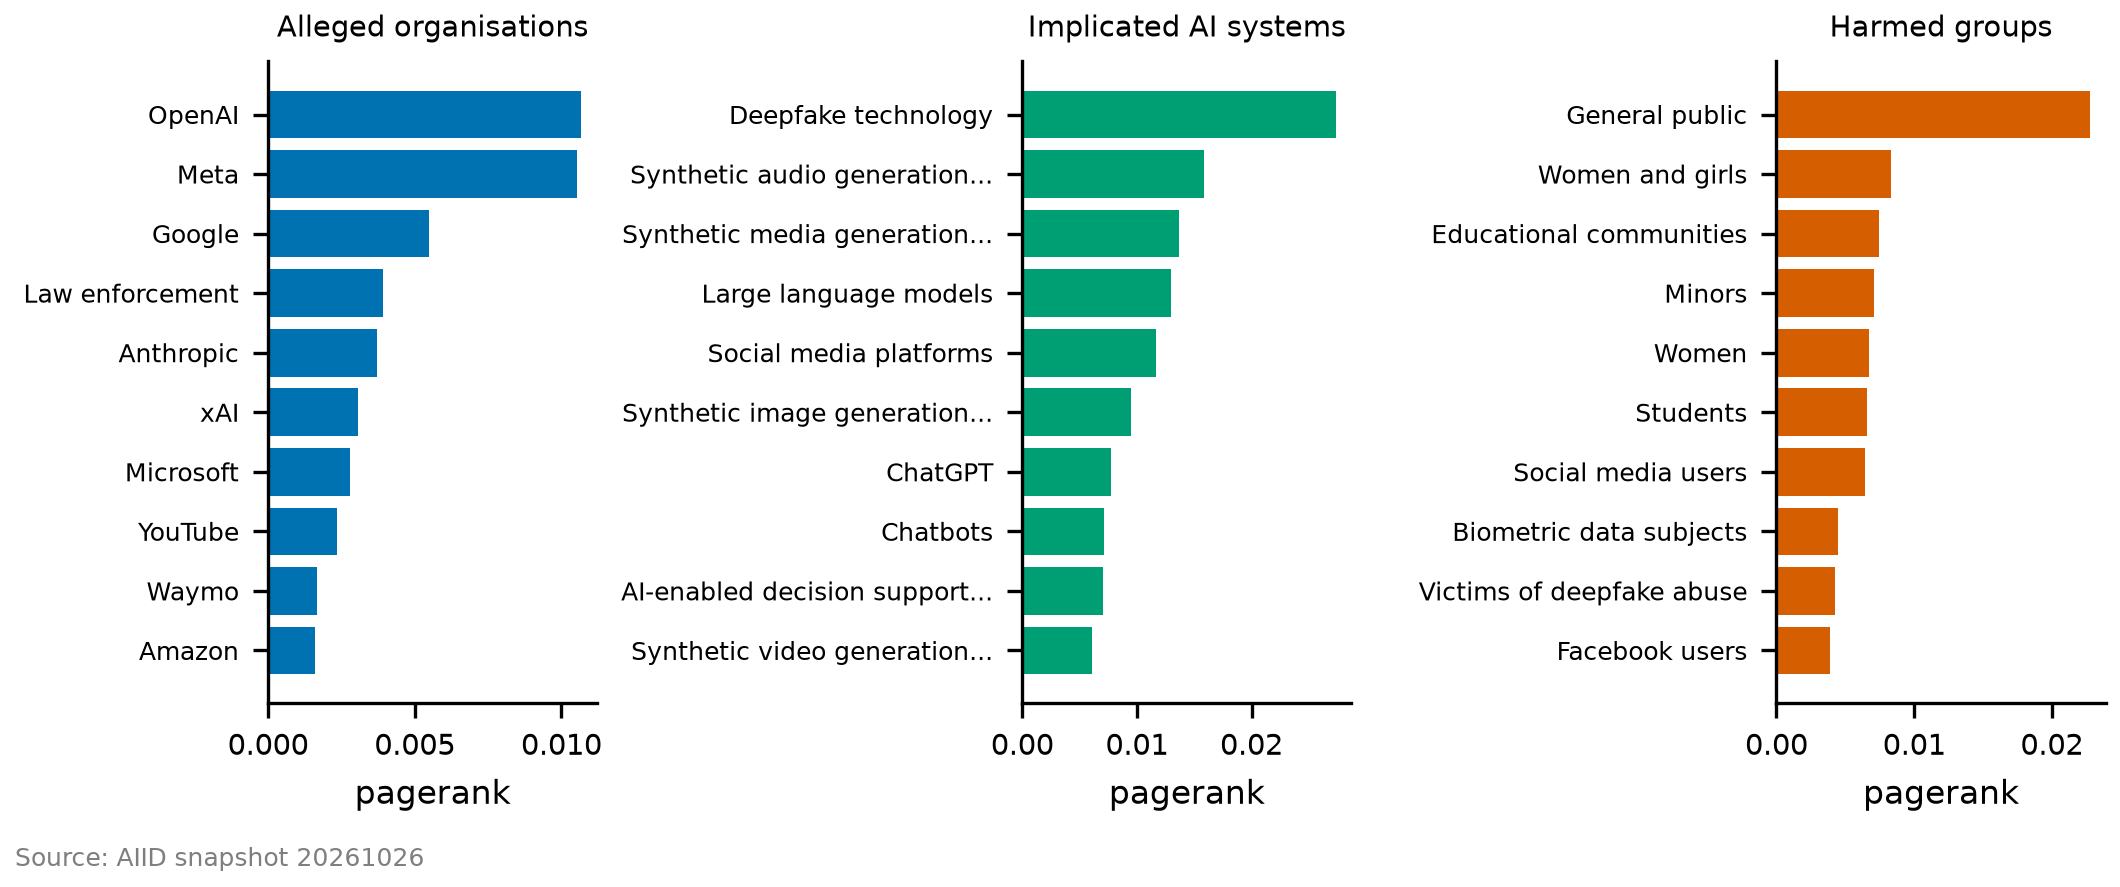 Alleged organisations
OpenAI
Meta
Google
Law enforcement
Anthropic
xAI
Microsoft
YouTube
Waymo
Amazon
0.000 0.005 0.010
pagerank
Implicated AI systems
Deepfake technology
Synthetic audio generation...
Synthetic media generation...
Large language models
Social media platforms
Synthetic image generation...
ChatGPT
Chatbots
AI-enabled decision support...
Synthetic video generation...
0.00 0.01 0.02
pagerank
Harmed groups
General public
Women and girls
Educational communities
Minors
Women
Students
Social media users
Biometric data subjects
Victims of deepfake abuse
Facebook users
0.00 0.01 0.02
pagerank
Source: AIID snapshot 20261026